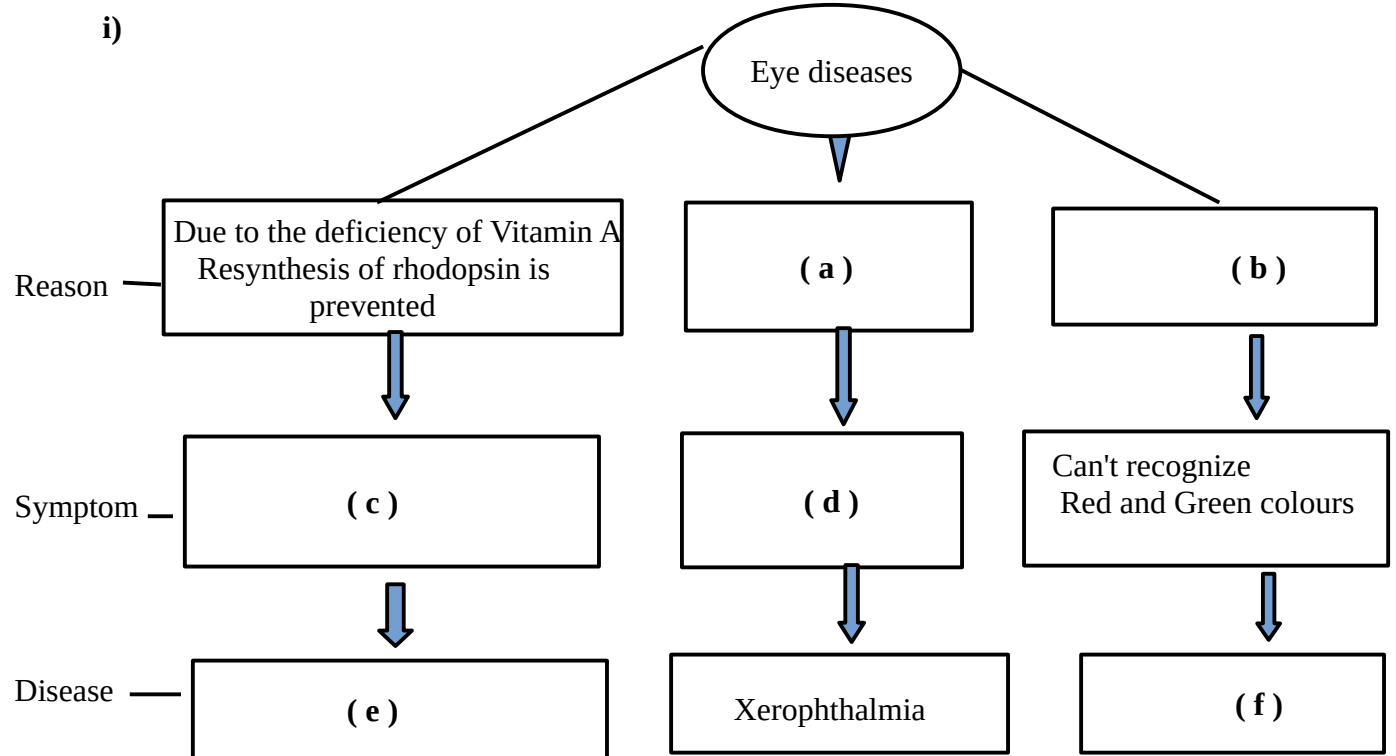 i)
Eye diseases
Reason
Due to the deficiency of Vitamin A
Resynthesis of rhodopsin is
prevented
( a )
( b )
Symptom
( c )
( d )
Can't recognize
Red and Green colours
Disease
( e )
Xerophthalmia
( f )